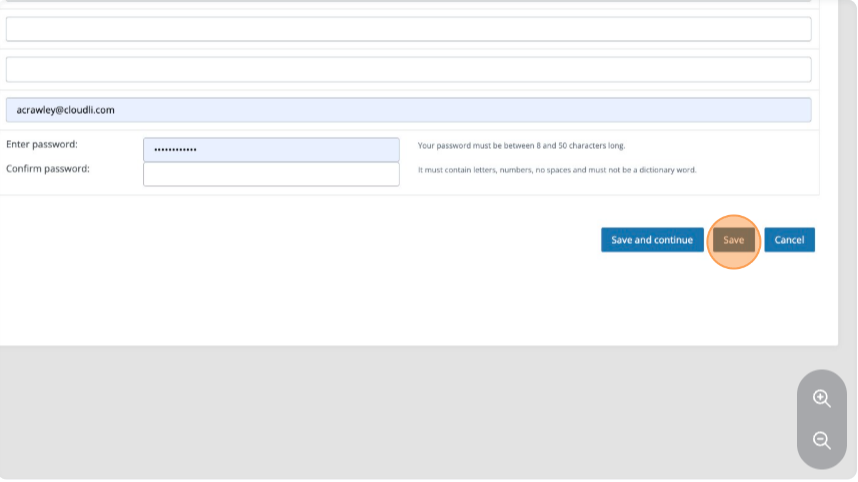 acrawley@cloudli.com
Enter password:
••••••••••••
Your password must be between 8 and 50 characters long.
Confirm password:
It must contain letters, numbers, no spaces and must not be a dictionary word.
Save and continue
Save
Cancel